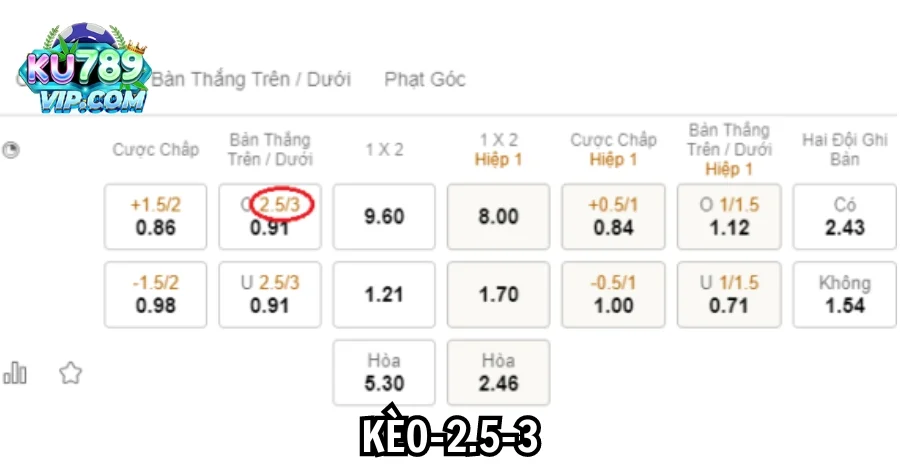 KU789
VIP.COM
Bàn Thắng Trên / Dưới
Phạt Góc
Cược Chấp
Bàn Thắng
Trên / Dưới
1 X 2
1 X 2
Hiệp 1
Cược Chấp
Hiệp 1
Bàn Thắng
Trên / Dưới
Hiệp 1
Hai Đội Ghi
Bàn
+1.5/2
0.86
O 2.5/3
0.91
9.60
8.00
+0.5/1
0.84
O 1/1.5
1.12
Có
2.43
-1.5/2
0.98
U 2.5/3
0.91
1.21
1.70
-0.5/1
1.00
U 1/1.5
0.71
Không
1.54
Hòa
5.30
Hòa
2.46
KÈO-2.5-3